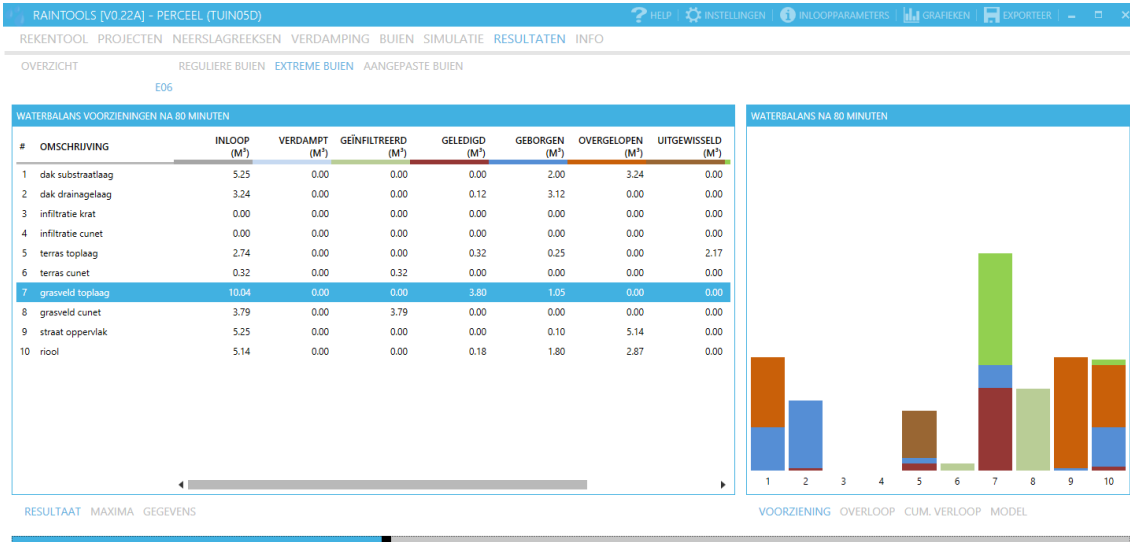 RAINTOOLS [V0.22A] - PERCEEL (TUIN05D)
? HELP | INSTELLINGEN | INLOOPPARAMETERS | GRAFIEKEN | EXPORTEER |
REKENTOOL PROJECTEN NEERSLAGREEKSEN VERDAMPING BUIEN SIMULATIE RESULTATEN INFO
OVERZICHT REGULIERE BUIEN EXTREME BUIEN AANGEPASTE BUIEN
E06
WATERBALANS VOORZIENINGEN NA 80 MINUTEN
# OMSCHRIJVING INLOOP (M³) VERDAMPT (M³) GEÏNFILTREERD (M³) GELEDIGD (M³) GEBORGEN (M³) OVERGELOPEN (M³) UITGEWISSELD (M³)
1 dak substraatlaag 5.25 0.00 0.00 0.00 2.00 3.24 0.00
2 dak drainagelaag 3.24 0.00 0.00 0.12 3.12 0.00 0.00
3 infiltratie krat 0.00 0.00 0.00 0.00 0.00 0.00 0.00
4 infiltratie cunet 0.00 0.00 0.00 0.00 0.00 0.00 0.00
5 terras toplaag 2.74 0.00 0.00 0.32 0.25 0.00 2.17
6 terras cunet 0.32 0.00 0.32 0.00 0.00 0.00 0.00
7 grasveld toplaag 10.04 0.00 0.00 3.80 1.05 0.00 0.00
8 grasveld cunet 3.79 0.00 3.79 0.00 0.00 0.00 0.00
9 straat oppervlak 5.25 0.00 0.00 0.00 0.10 5.14 0.00
10 riool 5.14 0.00 0.00 0.18 1.80 2.87 0.00
RESULTAAT MAXIMA GEGEVENS
WATERBALANS NA 80 MINUTEN
1 2 3 4 5 6 7 8 9 10
VOORZIENING OVERLOOP CUM. VERLOOP MODEL